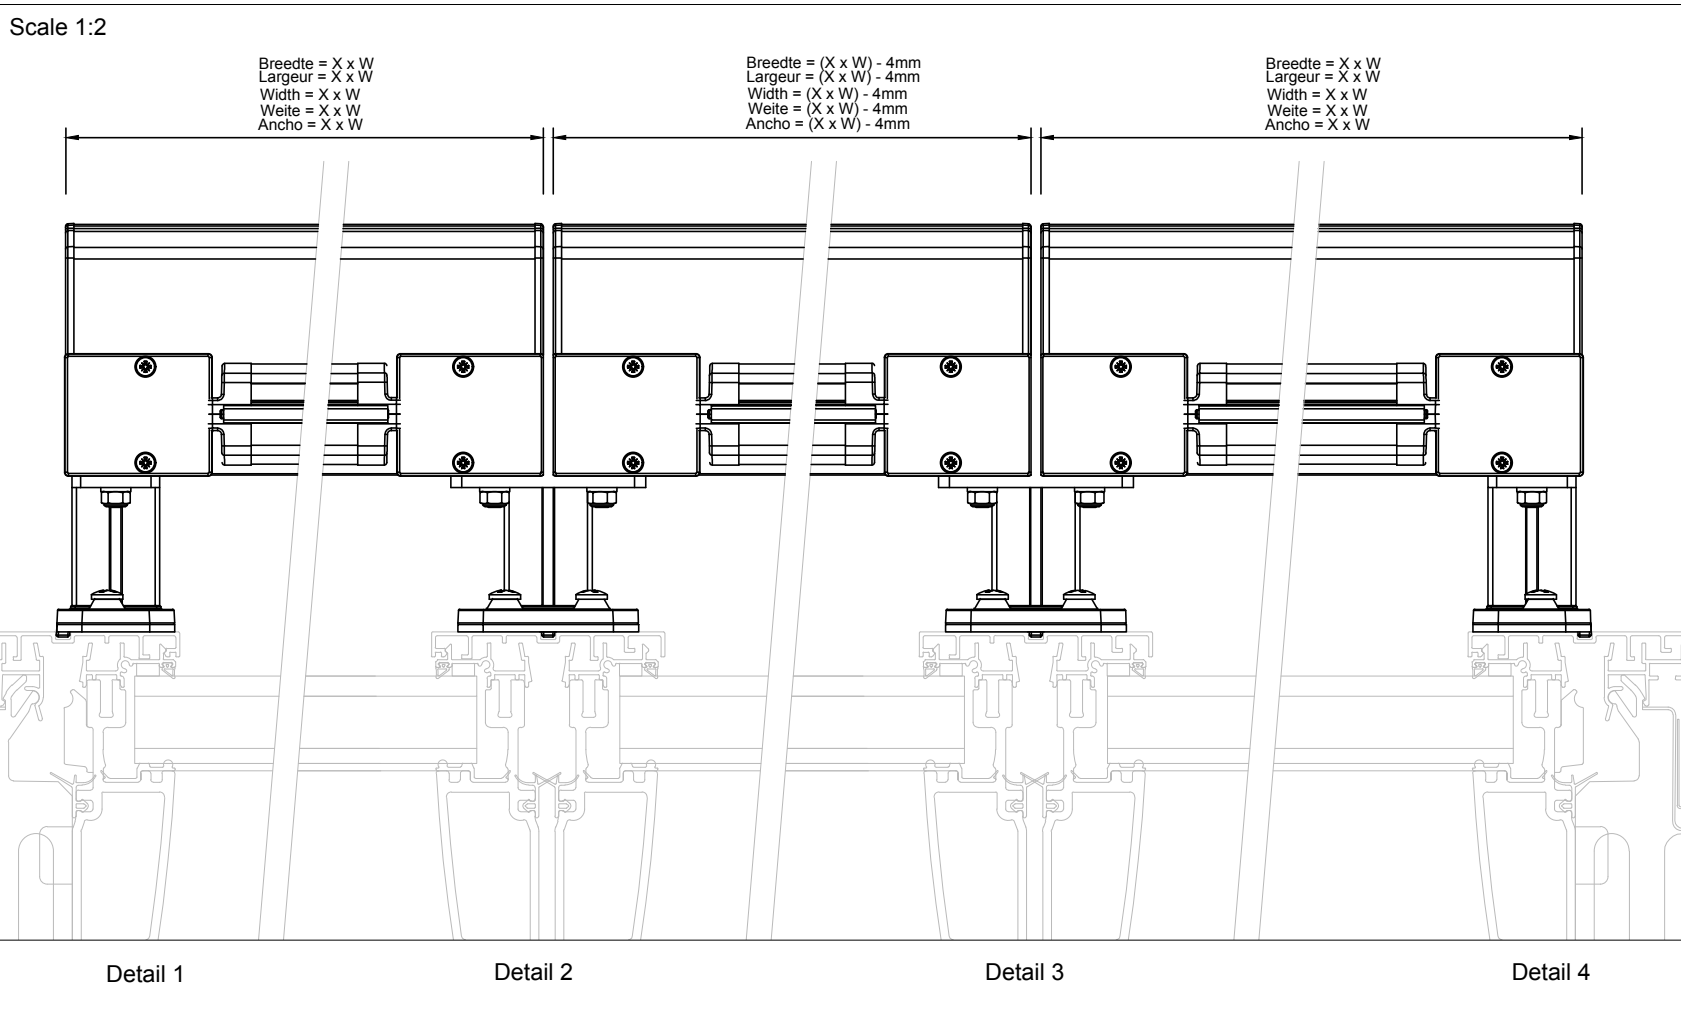 Scale 1:2
Breedte = X x W
Largeur = X x W
Width = X x W
Weite = X x W
Ancho = X x W
Breedte = (X x W) - 4mm
Largeur = (X x W) - 4mm
Width = (X x W) - 4mm
Weite = (X x W) - 4mm
Ancho = (X x W) - 4mm
Breedte = X x W
Largeur = X x W
Width = X x W
Weite = X x W
Ancho = X x W
Detail 1
Detail 2
Detail 3
Detail 4